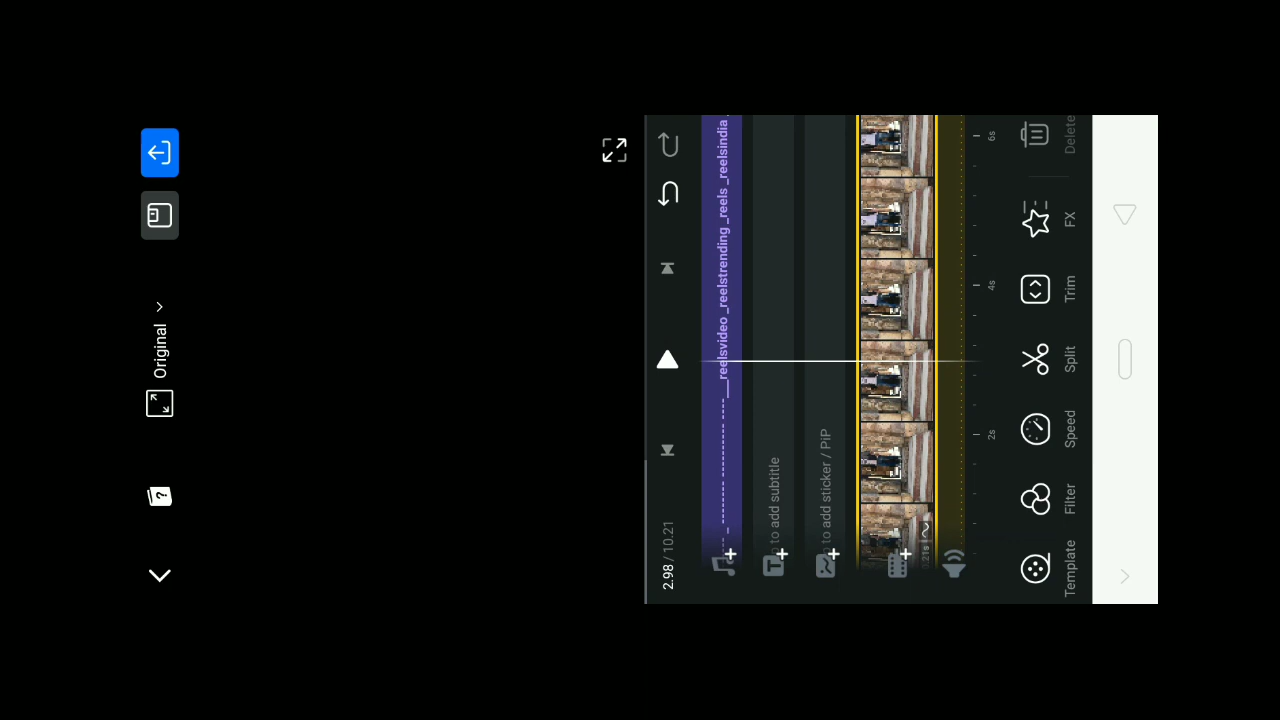 Original
2.98 / 10.21
__reelsvideo _reelstrending _reels _reelsindia
to add subtitle
to add sticker / PiP
2s
4s
6s
Template
Filter
Speed
Split
Trim
FX
Delete